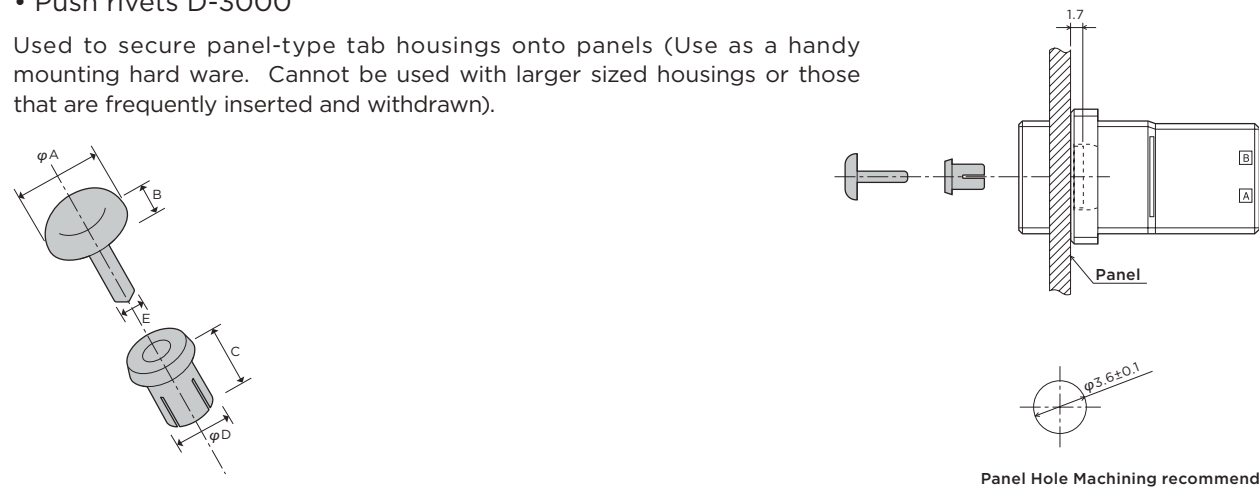 • Push rivets D-3000
Used to secure panel-type tab housings onto panels (Use as a handy
mounting hard ware. Cannot be used with larger sized housings or those
that are frequently inserted and withdrawn).
φA
B
E
C
φD
1.7
B
A
Panel
φ3.6±0.1
Panel Hole Machining recommend